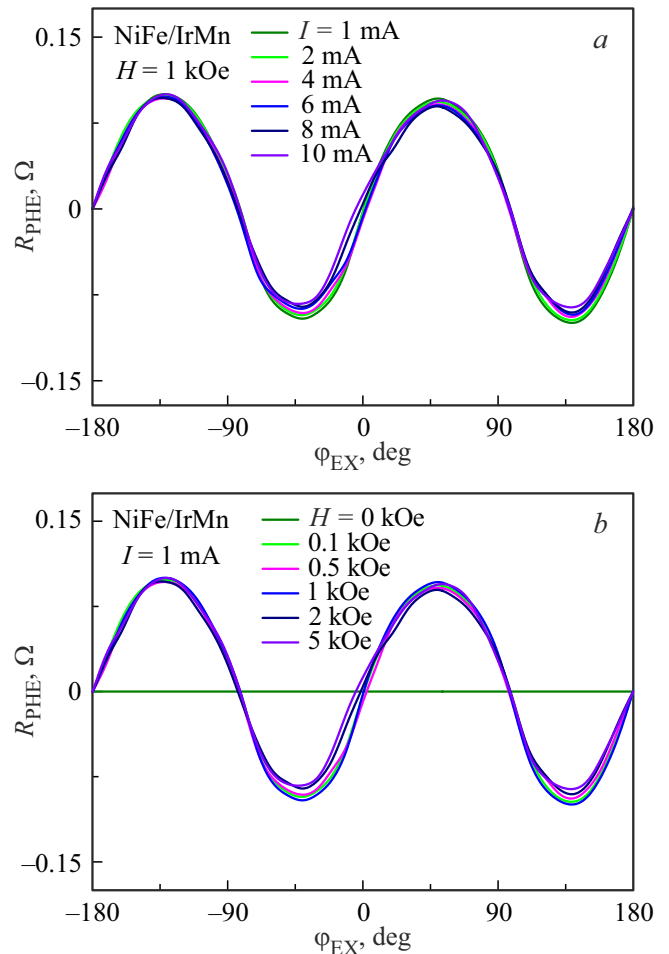 0.15
NiFe/IrMn
H = 1 kOe
I = 1 mA
2 mA
4 mA
6 mA
8 mA
10 mA
a
R_PHE, Ω
0
–0.15
–180
–90
0
90
180
φ_EX, deg
0.15
NiFe/IrMn
I = 1 mA
H = 0 kOe
0.1 kOe
0.5 kOe
1 kOe
2 kOe
5 kOe
b
R_PHE, Ω
0
–0.15
–180
–90
0
90
180
φ_EX, deg